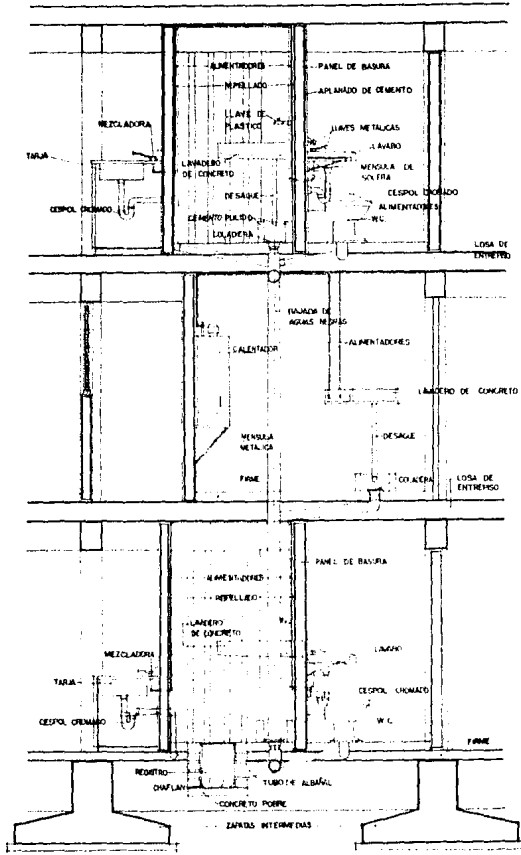 ALIMENTADORES
REPELLADO
LLAVE DE
PLASTICO
MEZCLADORA
TARJA
LAVADERO
DE CONCRETO
CESPOL CROMADO
DESAGUE
CEMENTO PULIDO
COLADERA
PANEL DE BASURA
APLANADO DE CEMENTO
LLAVES METALICAS
LAVABO
MENSULA DE
SOLERA
CESPOL CROMADO
ALIMENTADORES
W.C.
LOSA DE
ENTREPISO
BAJADA DE
AGUAS NEGRAS
CALENTADOR
ALIMENTADORES
LAVADERO DE CONCRETO
MENSULA
METALICA
DESAGUE
FIRME
COLADERA
LOSA DE
ENTREPISO
ALIMENTADORES
REPELLADO
LAVADERO
DE CONCRETO
PANEL DE BASURA
MEZCLADORA
TARJA
LAVABO
CESPOL CROMADO
CESPOL CROMADO
W.C.
FIRME
REGISTRO
CHAFLAN
TUBO DE ALBAÑAL
CONCRETO POBRE
ZAPATAS INTERMEDIAS